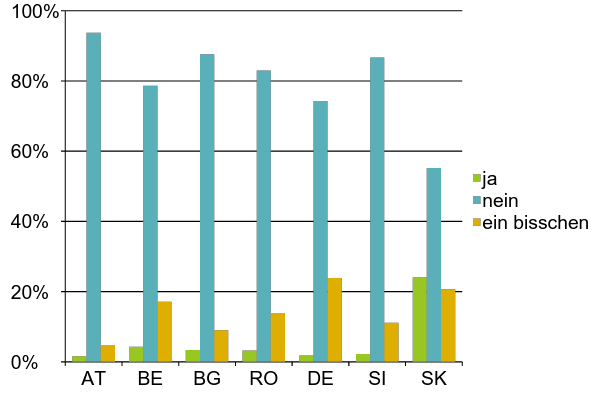 100%
80%
60%
40%
20%
0%
AT BE BG RO DE SI SK
ja
nein
ein bisschen